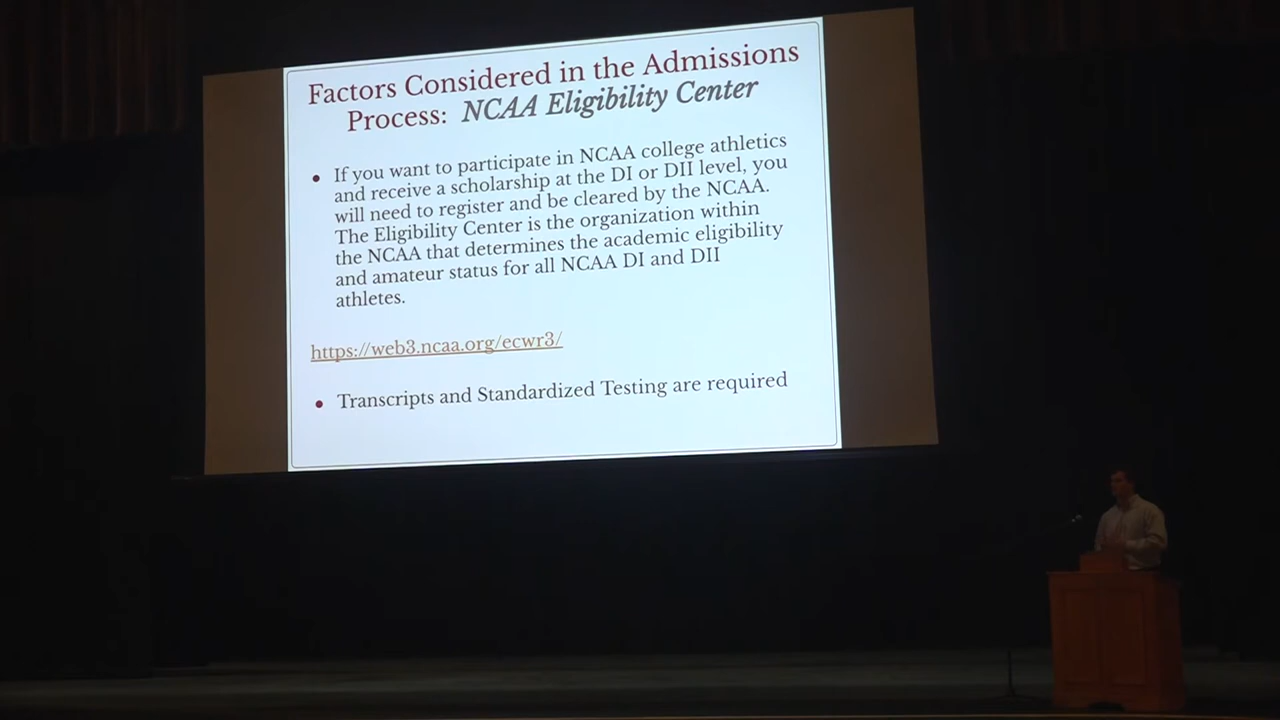 Factors Considered in the Admissions
Process: NCAA Eligibility Center
• If you want to participate in NCAA college athletics
and receive a scholarship at the DI or DII level, you
will need to register and be cleared by the NCAA.
The Eligibility Center is the organization within
the NCAA that determines the academic eligibility
and amateur status for all NCAA DI and DII
athletes.
https://web3.ncaa.org/ecwr3/
• Transcripts and Standardized Testing are required